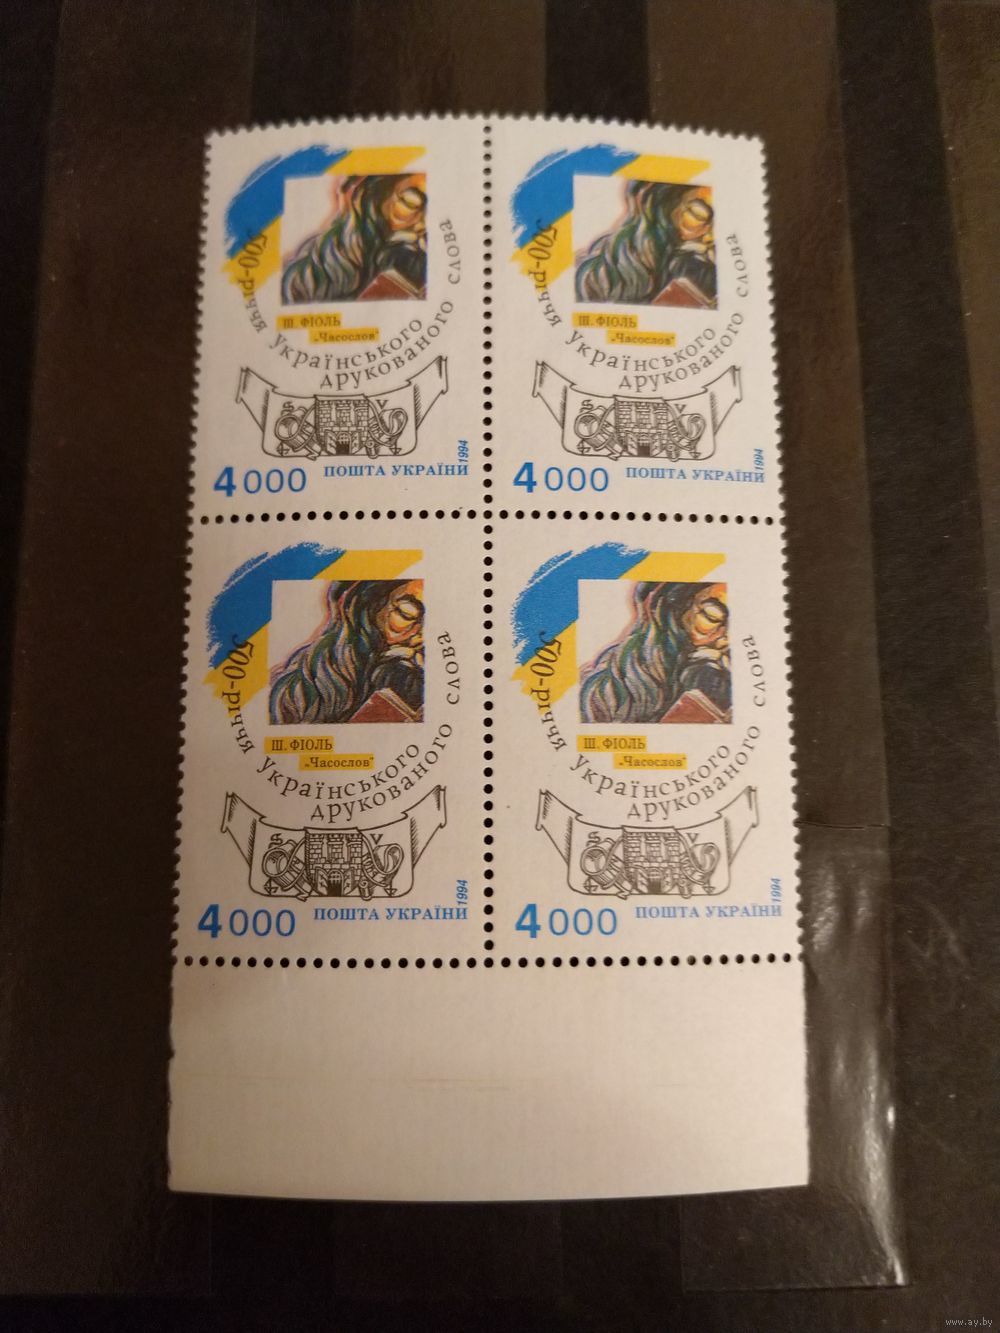 500-річчя українського друкованого слова
Ш. ФІОЛЬ
„Часослов"
S V
4000 ПОШТА УКРАЇНИ 1994
500-річчя українського друкованого слова
Ш. ФІОЛЬ
„Часослов"
S V
4000 ПОШТА УКРАЇНИ 1994
500-річчя українського друкованого слова
Ш. ФІОЛЬ
„Часослов"
S V
4000 ПОШТА УКРАЇНИ 1994
500-річчя українського друкованого слова
Ш. ФІОЛЬ
„Часослов"
S V
4000 ПОШТА УКРАЇНИ 1994
www.ay.by